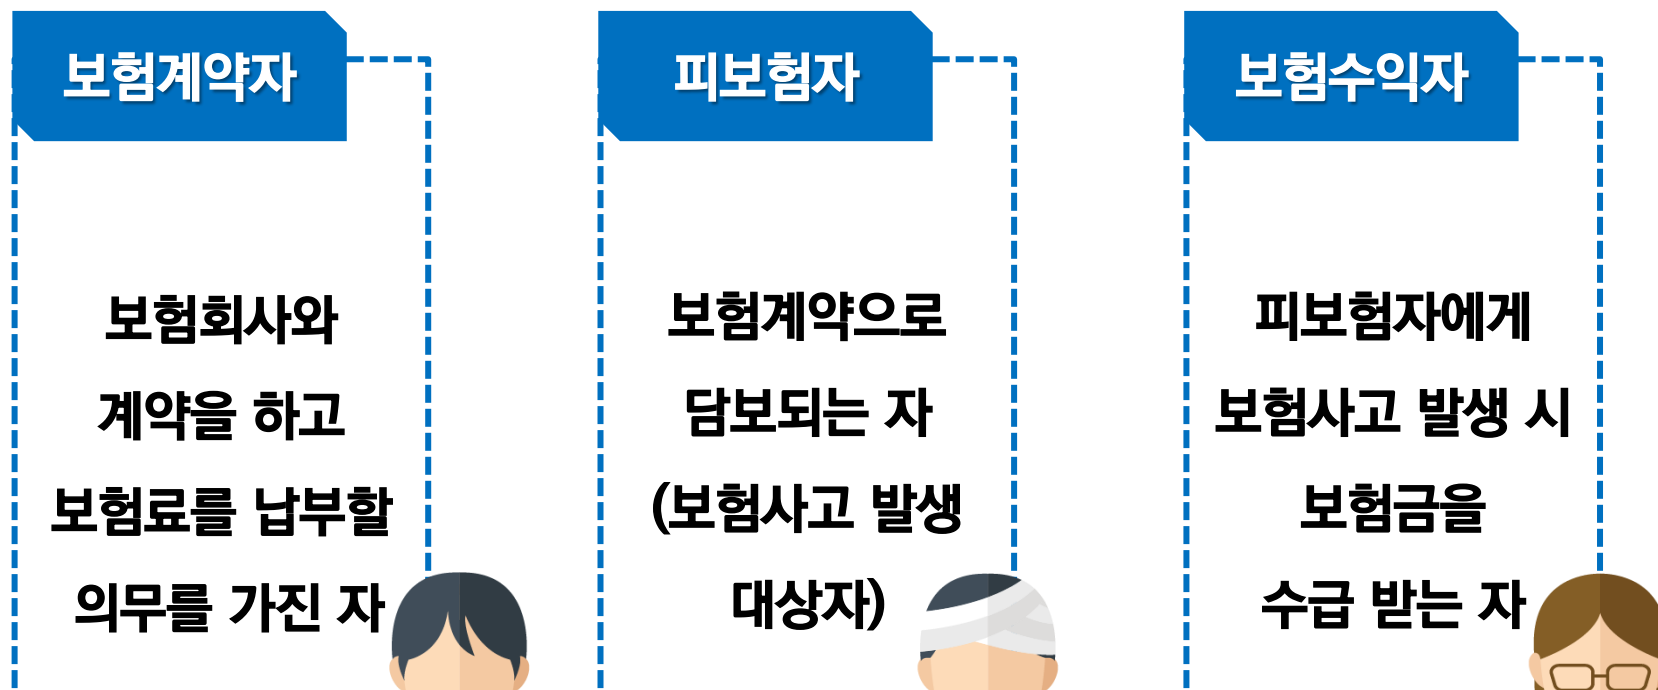 보험계약자
보험회사와
계약을 하고
보험료를 납부할
의무를 가진 자
피보험자
보험계약으로
담보되는 자
(보험사고 발생
대상자)
보험수익자
피보험자에게
보험사고 발생 시
보험금을
수급 받는 자